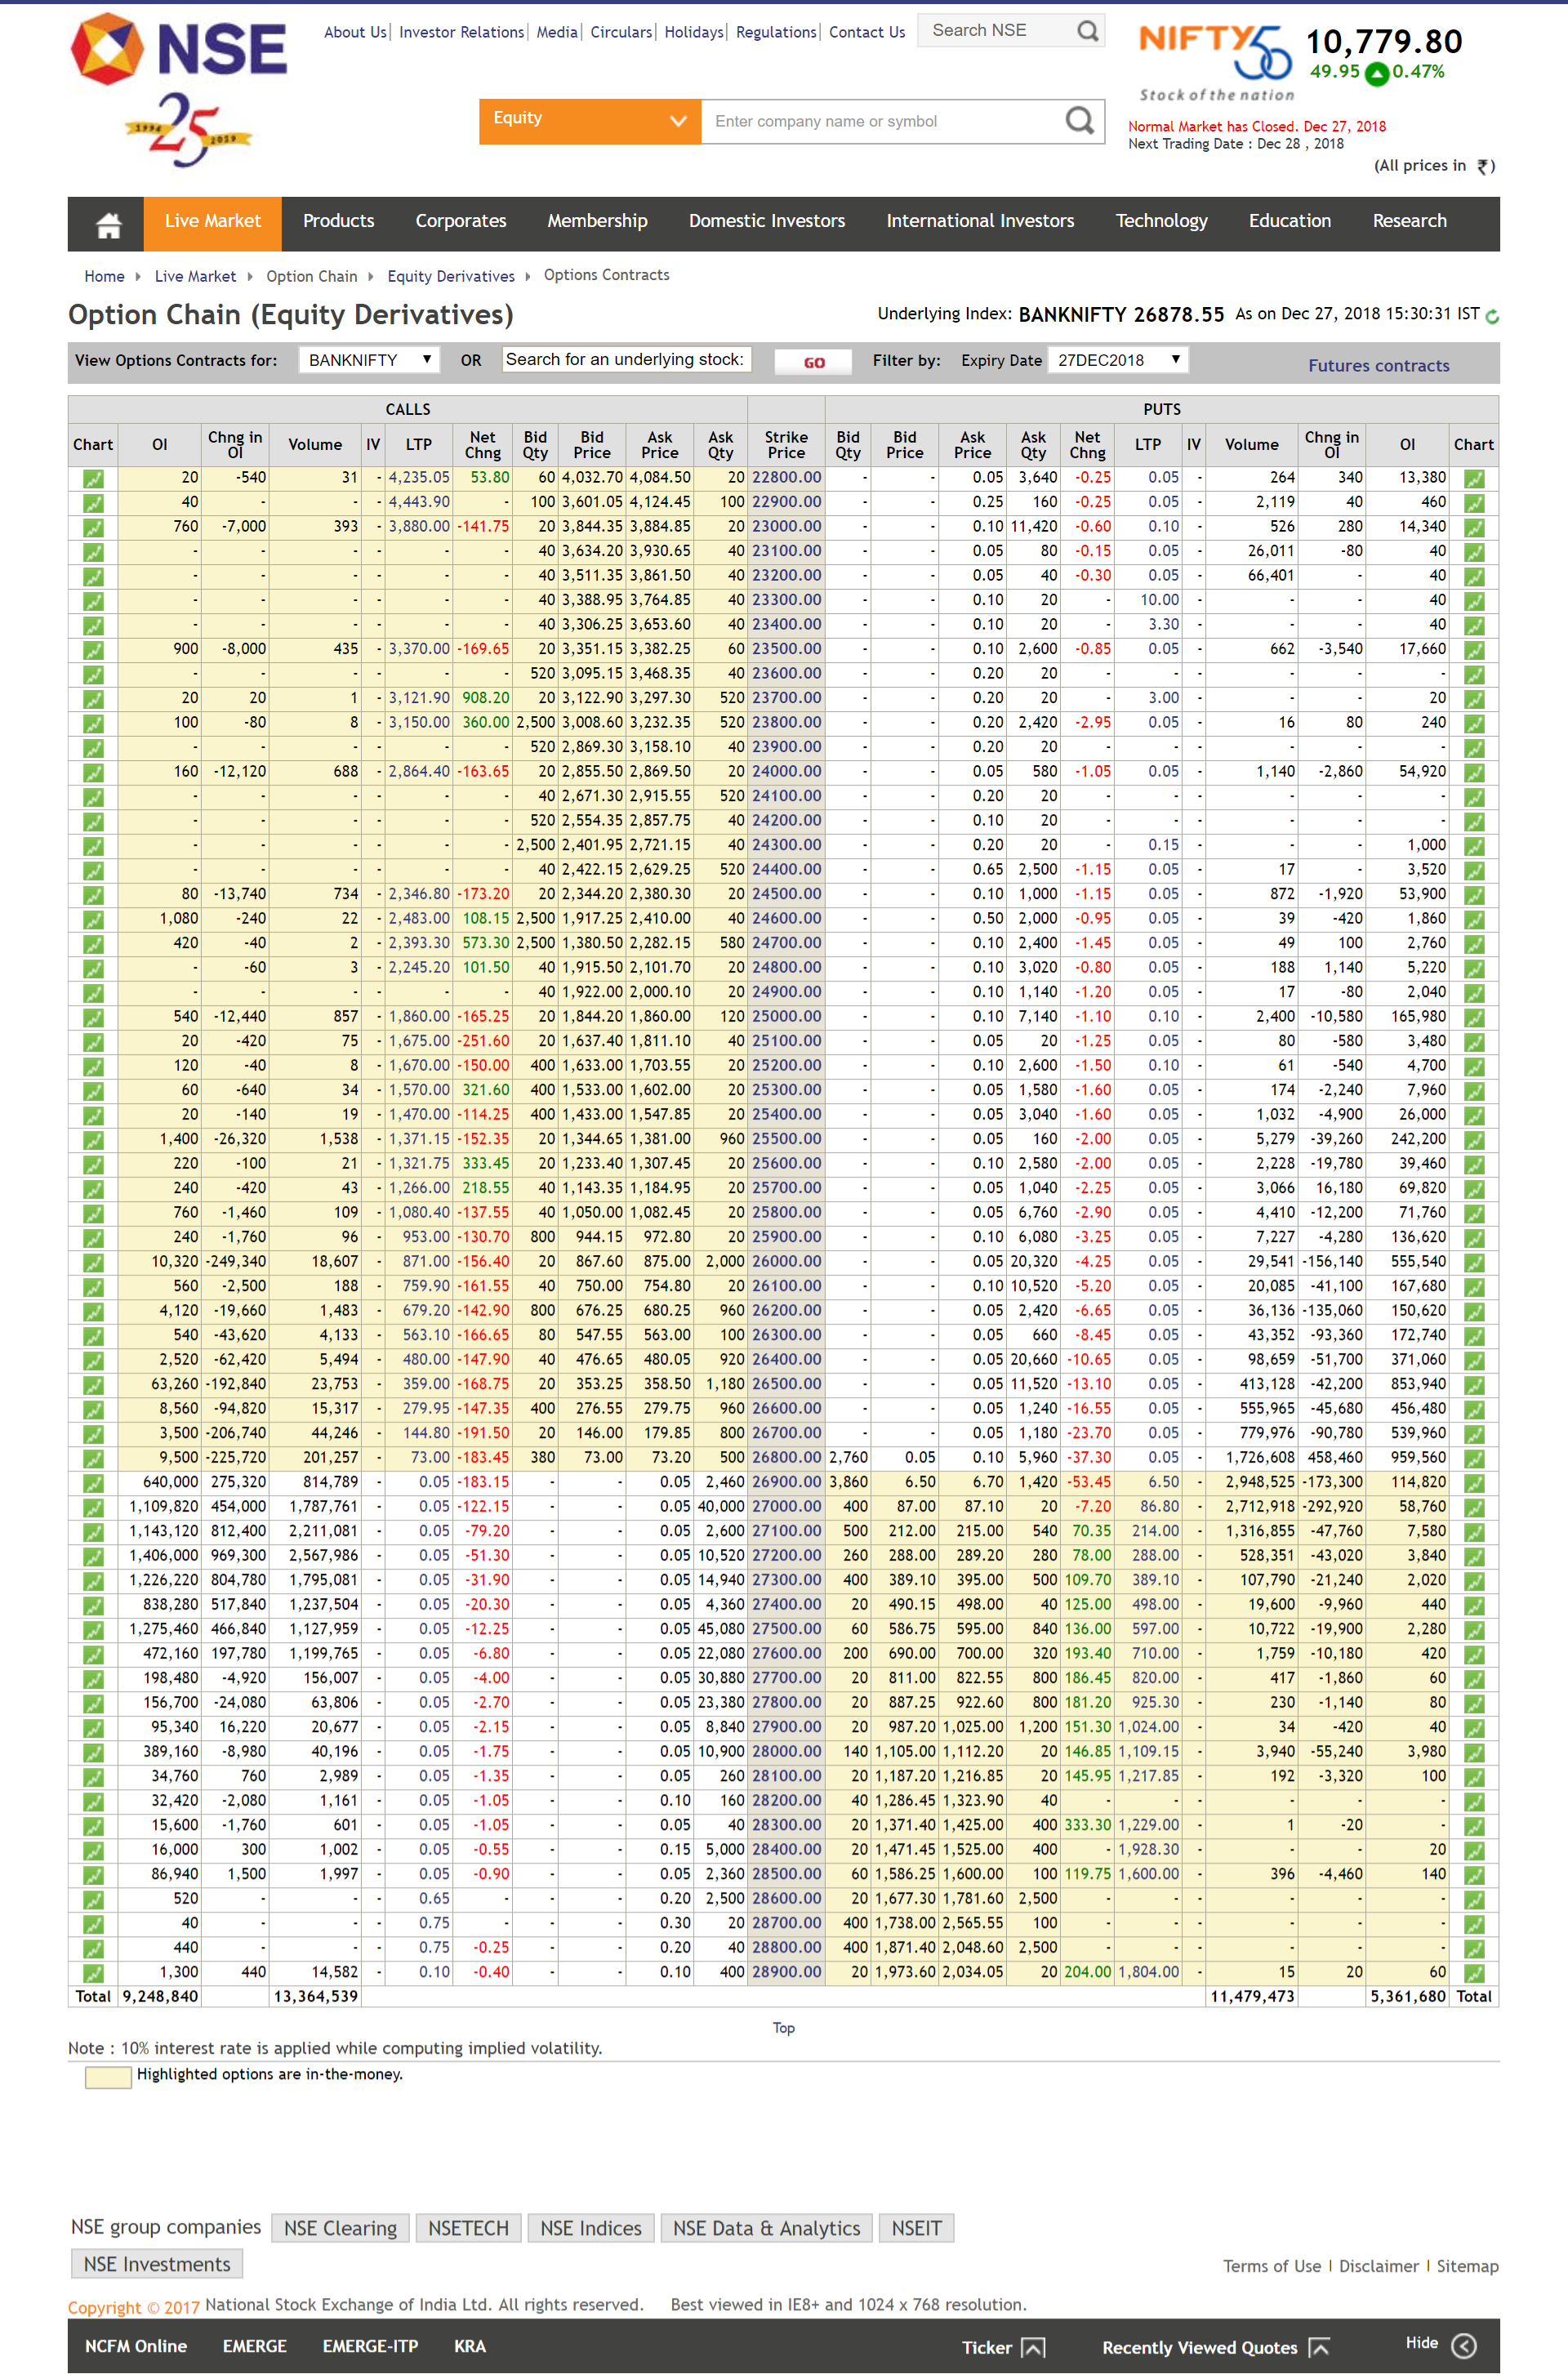 NSE
1994 25 2019
About Us| Investor Relations| Media| Circulars| Holidays| Regulations| Contact Us
Search NSE
Equity
Enter company name or symbol
NIFTY50
Stock of the nation
10,779.80
49.95 0.47%
Normal Market has Closed. Dec 27, 2018
Next Trading Date : Dec 28 , 2018
(All prices in ₹)
Live Market Products Corporates Membership Domestic Investors International Investors Technology Education Research
Home Live Market Option Chain Equity Derivatives Options Contracts
Option Chain (Equity Derivatives)
Underlying Index: BANKNIFTY 26878.55 As on Dec 27, 2018 15:30:31 IST
View Options Contracts for: BANKNIFTY OR Search for an underlying stock: GO Filter by: Expiry Date 27DEC2018 Futures contracts
CALLS PUTS
Chart OI Chng in OI Volume IV LTP Net Chng Bid Qty Bid Price Ask Price Ask Qty Strike Price Bid Qty Bid Price Ask Price Ask Qty Net Chng LTP IV Volume Chng in OI OI Chart
20 -540 31 - 4,235.05 53.80 60 4,032.70 4,084.50 20 22800.00 - - 0.05 3,640 -0.25 0.05 - 264 340 13,380
40 - - - 4,443.90 - 100 3,601.05 4,124.45 100 22900.00 - - 0.25 160 -0.25 0.05 - 2,119 40 460
760 -7,000 393 - 3,880.00 -141.75 20 3,844.35 3,884.85 20 23000.00 - - 0.10 11,420 -0.60 0.10 - 526 280 14,340
- - - - - - 40 3,634.20 3,930.65 40 23100.00 - - 0.05 80 -0.15 0.05 - 26,011 -80 40
- - - - - - 40 3,511.35 3,861.50 40 23200.00 - - 0.05 40 -0.30 0.05 - 66,401 - 40
- - - - - - 40 3,388.95 3,764.85 40 23300.00 - - 0.10 20 - 10.00 - - - 40
- - - - - - 40 3,306.25 3,653.60 40 23400.00 - - 0.10 20 - 3.30 - - - 40
900 -8,000 435 - 3,370.00 -169.65 20 3,351.15 3,382.25 60 23500.00 - - 0.10 2,600 -0.85 0.05 - 662 -3,540 17,660
- - - - - - 520 3,095.15 3,468.35 40 23600.00 - - 0.20 20 - - - - - -
20 20 1 - 3,121.90 908.20 20 3,122.90 3,297.30 520 23700.00 - - 0.20 20 - 3.00 - - - 20
100 -80 8 - 3,150.00 360.00 2,500 3,008.60 3,232.35 520 23800.00 - - 0.20 2,420 -2.95 0.05 - 16 80 240
- - - - - - 520 2,869.30 3,158.10 40 23900.00 - - 0.20 20 - - - - - -
160 -12,120 688 - 2,864.40 -163.65 20 2,855.50 2,869.50 20 24000.00 - - 0.05 580 -1.05 0.05 - 1,140 -2,860 54,920
- - - - - - 40 2,671.30 2,915.55 520 24100.00 - - 0.20 20 - - - - - -
- - - - - - 520 2,554.35 2,857.75 40 24200.00 - - 0.10 20 - - - - - -
- - - - - - 2,500 2,401.95 2,721.15 40 24300.00 - - 0.20 20 - 0.15 - - - 1,000
- - - - - - 40 2,422.15 2,629.25 520 24400.00 - - 0.65 2,500 -1.15 0.05 - 17 - 3,520
80 -13,740 734 - 2,346.80 -173.20 20 2,344.20 2,380.30 20 24500.00 - - 0.10 1,000 -1.15 0.05 - 872 -1,920 53,900
1,080 -240 22 - 2,483.00 108.15 2,500 1,917.25 2,410.00 40 24600.00 - - 0.50 2,000 -0.95 0.05 - 39 -420 1,860
420 -40 2 - 2,393.30 573.30 2,500 1,380.50 2,282.15 580 24700.00 - - 0.10 2,400 -1.45 0.05 - 49 100 2,760
- -60 3 - 2,245.20 101.50 40 1,915.50 2,101.70 20 24800.00 - - 0.10 3,020 -0.80 0.05 - 188 1,140 5,220
- - - - - - 40 1,922.00 2,000.10 20 24900.00 - - 0.10 1,140 -1.20 0.05 - 17 -80 2,040
540 -12,440 857 - 1,860.00 -165.25 20 1,844.20 1,860.00 120 25000.00 - - 0.10 7,140 -1.10 0.10 - 2,400 -10,580 165,980
20 -420 75 - 1,675.00 -251.60 20 1,637.40 1,811.10 40 25100.00 - - 0.05 20 -1.25 0.05 - 80 -580 3,480
120 -40 8 - 1,670.00 -150.00 400 1,633.00 1,703.55 20 25200.00 - - 0.10 2,600 -1.50 0.10 - 61 -540 4,700
60 -640 34 - 1,570.00 321.60 400 1,533.00 1,602.00 20 25300.00 - - 0.05 1,580 -1.60 0.05 - 174 -2,240 7,960
20 -140 19 - 1,470.00 -114.25 400 1,433.00 1,547.85 20 25400.00 - - 0.05 3,040 -1.60 0.05 - 1,032 -4,900 26,000
1,400 -26,320 1,538 - 1,371.15 -152.35 20 1,344.65 1,381.00 960 25500.00 - - 0.05 160 -2.00 0.05 - 5,279 -39,260 242,200
220 -100 21 - 1,321.75 333.45 20 1,233.40 1,307.45 20 25600.00 - - 0.10 2,580 -2.00 0.05 - 2,228 -19,780 39,460
240 -420 43 - 1,266.00 218.55 40 1,143.35 1,184.95 20 25700.00 - - 0.05 1,040 -2.25 0.05 - 3,066 16,180 69,820
760 -1,460 109 - 1,080.40 -137.55 40 1,050.00 1,082.45 20 25800.00 - - 0.05 6,760 -2.90 0.05 - 4,410 -12,200 71,760
240 -1,760 96 - 953.00 -130.70 800 944.15 972.80 20 25900.00 - - 0.10 6,080 -3.25 0.05 - 7,227 -4,280 136,620
10,320 -249,340 18,607 - 871.00 -156.40 20 867.60 875.00 2,000 26000.00 - - 0.05 20,320 -4.25 0.05 - 29,541 -156,140 555,540
560 -2,500 188 - 759.90 -161.55 40 750.00 754.80 20 26100.00 - - 0.10 10,520 -5.20 0.05 - 20,085 -41,100 167,680
4,120 -19,660 1,483 - 679.20 -142.90 800 676.25 680.25 960 26200.00 - - 0.05 2,420 -6.65 0.05 - 36,136 -135,060 150,620
540 -43,620 4,133 - 563.10 -166.65 80 547.55 563.00 100 26300.00 - - 0.05 660 -8.45 0.05 - 43,352 -93,360 172,740
2,520 -62,420 5,494 - 480.00 -147.90 40 476.65 480.05 920 26400.00 - - 0.05 20,660 -10.65 0.05 - 98,659 -51,700 371,060
63,260 -192,840 23,753 - 359.00 -168.75 20 353.25 358.50 1,180 26500.00 - - 0.05 11,520 -13.10 0.05 - 413,128 -42,200 853,940
8,560 -94,820 15,317 - 279.95 -147.35 400 276.55 279.75 960 26600.00 - - 0.05 1,240 -16.55 0.05 - 555,965 -45,680 456,480
3,500 -206,740 44,246 - 144.80 -191.50 20 146.00 179.85 800 26700.00 - - 0.05 1,180 -23.70 0.05 - 779,976 -90,780 539,960
9,500 -225,720 201,257 - 73.00 -183.45 380 73.00 73.20 500 26800.00 2,760 0.05 0.10 5,960 -37.30 0.05 - 1,726,608 458,460 959,560
640,000 275,320 814,789 - 0.05 -183.15 - - 0.05 2,460 26900.00 3,860 6.50 6.70 1,420 -53.45 6.50 - 2,948,525 -173,300 114,820
1,109,820 454,000 1,787,761 - 0.05 -122.15 - - 0.05 40,000 27000.00 400 87.00 87.10 20 -7.20 86.80 - 2,712,918 -292,920 58,760
1,143,120 812,400 2,211,081 - 0.05 -79.20 - - 0.05 2,600 27100.00 500 212.00 215.00 540 70.35 214.00 - 1,316,855 -47,760 7,580
1,406,000 969,300 2,567,986 - 0.05 -51.30 - - 0.05 10,520 27200.00 260 288.00 289.20 280 78.00 288.00 - 528,351 -43,020 3,840
1,226,220 804,780 1,795,081 - 0.05 -31.90 - - 0.05 14,940 27300.00 400 389.10 395.00 500 109.70 389.10 - 107,790 -21,240 2,020
838,280 517,840 1,237,504 - 0.05 -20.30 - - 0.05 4,360 27400.00 20 490.15 498.00 40 125.00 498.00 - 19,600 -9,960 440
1,275,460 466,840 1,127,959 - 0.05 -12.25 - - 0.05 45,080 27500.00 60 586.75 595.00 840 136.00 597.00 - 10,722 -19,900 2,280
472,160 197,780 1,199,765 - 0.05 -6.80 - - 0.05 22,080 27600.00 200 690.00 700.00 320 193.40 710.00 - 1,759 -10,180 420
198,480 -4,920 156,007 - 0.05 -4.00 - - 0.05 30,880 27700.00 20 811.00 822.55 800 186.45 820.00 - 417 -1,860 60
156,700 -24,080 63,806 - 0.05 -2.70 - - 0.05 23,380 27800.00 20 887.25 922.60 800 181.20 925.30 - 230 -1,140 80
95,340 16,220 20,677 - 0.05 -2.15 - - 0.05 8,840 27900.00 20 987.20 1,025.00 1,200 151.30 1,024.00 - 34 -420 40
389,160 -8,980 40,196 - 0.05 -1.75 - - 0.05 10,900 28000.00 140 1,105.00 1,112.20 20 146.85 1,109.15 - 3,940 -55,240 3,980
34,760 760 2,989 - 0.05 -1.35 - - 0.05 260 28100.00 20 1,187.20 1,216.85 20 145.95 1,217.85 - 192 -3,320 100
32,420 -2,080 1,161 - 0.05 -1.05 - - 0.10 160 28200.00 40 1,286.45 1,323.90 40 - - - - - -
15,600 -1,760 601 - 0.05 -1.05 - - 0.05 40 28300.00 20 1,371.40 1,425.00 400 333.30 1,229.00 - 1 -20 -
16,000 300 1,002 - 0.05 -0.55 - - 0.15 5,000 28400.00 20 1,471.45 1,525.00 400 - 1,928.30 - - - 20
86,940 1,500 1,997 - 0.05 -0.90 - - 0.05 2,360 28500.00 60 1,586.25 1,600.00 100 119.75 1,600.00 - 396 -4,460 140
520 - - - 0.65 - - - 0.20 2,500 28600.00 20 1,677.30 1,781.60 2,500 - - - - - -
40 - - - 0.75 - - - 0.30 20 28700.00 400 1,738.00 2,565.55 100 - - - - - -
440 - - - 0.75 -0.25 - - 0.20 40 28800.00 400 1,871.40 2,048.60 2,500 - - - - - -
1,300 440 14,582 - 0.10 -0.40 - - 0.10 400 28900.00 20 1,973.60 2,034.05 20 204.00 1,804.00 - 15 20 60
Total 9,248,840 13,364,539 11,479,473 5,361,680 Total
Top
Note : 10% interest rate is applied while computing implied volatility.
Highlighted options are in-the-money.
NSE group companies NSE Clearing NSETECH NSE Indices NSE Data & Analytics NSEIT
NSE Investments
Terms of Use | Disclaimer | Sitemap
Copyright © 2017 National Stock Exchange of India Ltd. All rights reserved. Best viewed in IE8+ and 1024 x 768 resolution.
NCFM Online EMERGE EMERGE-ITP KRA Ticker Recently Viewed Quotes Hide